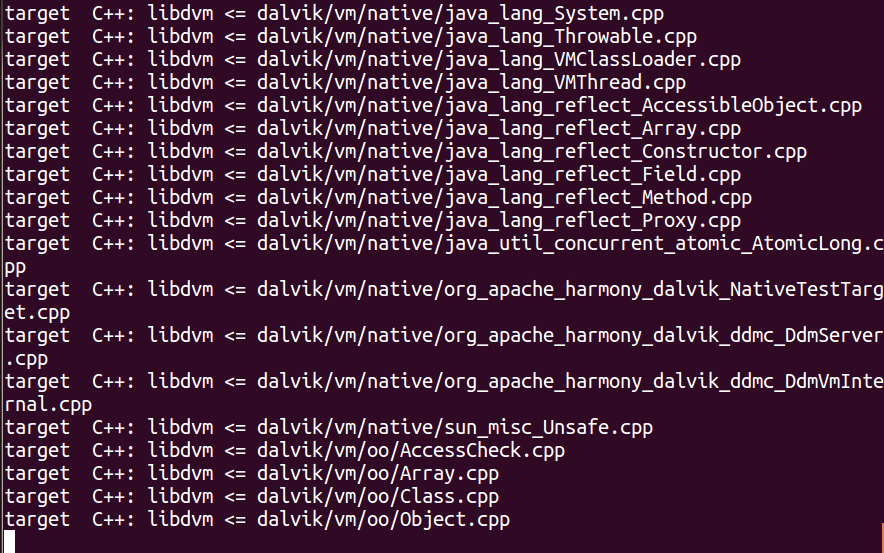 target  C++: libdvm <= dalvik/vm/native/java_lang_System.cpp
target  C++: libdvm <= dalvik/vm/native/java_lang_Throwable.cpp
target  C++: libdvm <= dalvik/vm/native/java_lang_VMClassLoader.cpp
target  C++: libdvm <= dalvik/vm/native/java_lang_VMThread.cpp
target  C++: libdvm <= dalvik/vm/native/java_lang_reflect_AccessibleObject.cpp
target  C++: libdvm <= dalvik/vm/native/java_lang_reflect_Array.cpp
target  C++: libdvm <= dalvik/vm/native/java_lang_reflect_Constructor.cpp
target  C++: libdvm <= dalvik/vm/native/java_lang_reflect_Field.cpp
target  C++: libdvm <= dalvik/vm/native/java_lang_reflect_Method.cpp
target  C++: libdvm <= dalvik/vm/native/java_lang_reflect_Proxy.cpp
target  C++: libdvm <= dalvik/vm/native/java_util_concurrent_atomic_AtomicLong.c
pp
target  C++: libdvm <= dalvik/vm/native/org_apache_harmony_dalvik_NativeTestTarg
et.cpp
target  C++: libdvm <= dalvik/vm/native/org_apache_harmony_dalvik_ddmc_DdmServer
.cpp
target  C++: libdvm <= dalvik/vm/native/org_apache_harmony_dalvik_ddmc_DdmVmInte
rnal.cpp
target  C++: libdvm <= dalvik/vm/native/sun_misc_Unsafe.cpp
target  C++: libdvm <= dalvik/vm/oo/AccessCheck.cpp
target  C++: libdvm <= dalvik/vm/oo/Array.cpp
target  C++: libdvm <= dalvik/vm/oo/Class.cpp
target  C++: libdvm <= dalvik/vm/oo/Object.cpp